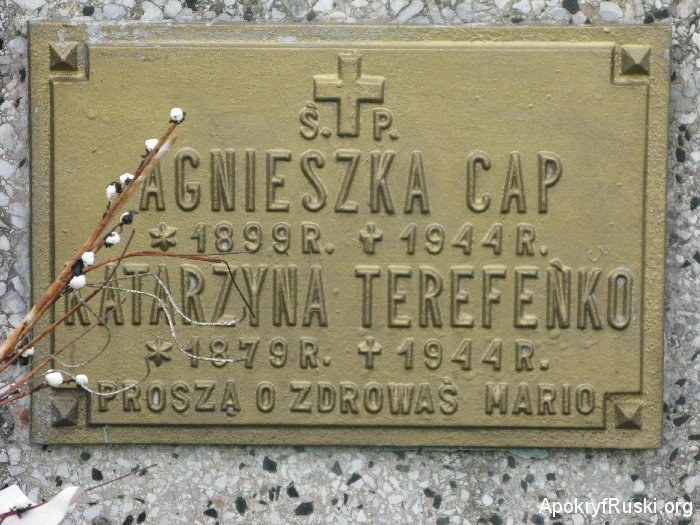 Ś. P.
AGNIESZKA CAP
* 1899 R. ✝ 1944 R.
KATARZYNA TEREFEŃKO
* 1879 R. ✝ 1944 R.
PROSZĄ O ZDROWAŚ MARIO
ApokryfRuski.org